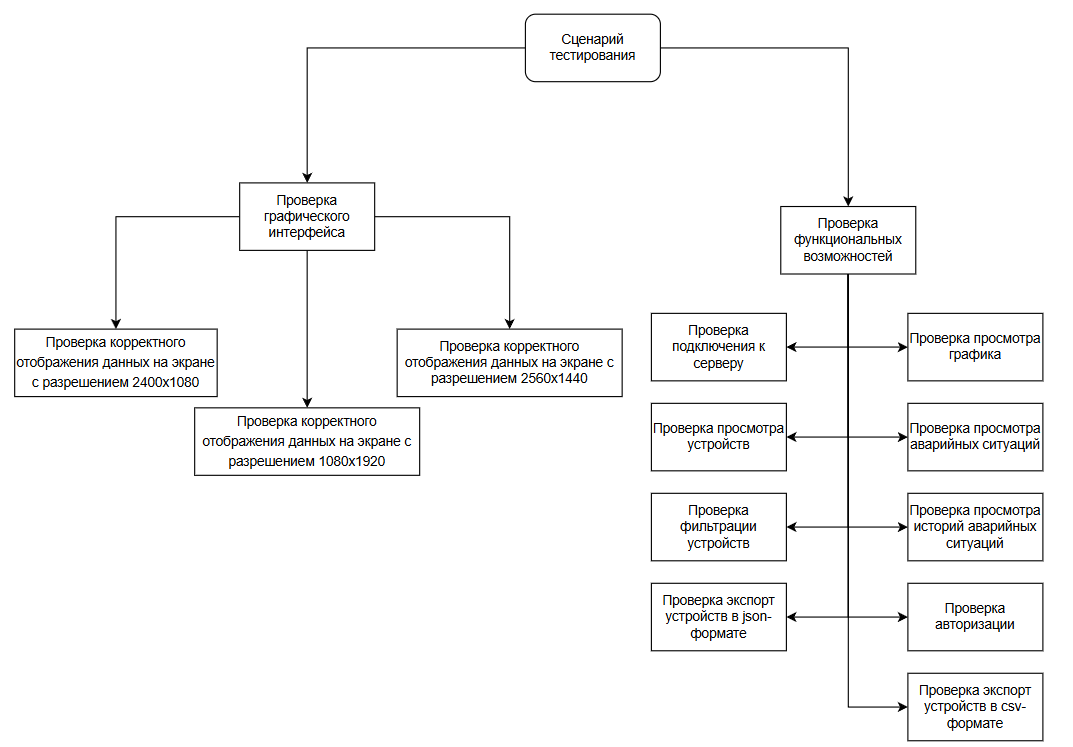 Сценарий
тестирования
Проверка
графического
интерфейса
Проверка
функциональных
возможностей
Проверка корректного
отображения данных на экране
с разрешением 2400x1080
Проверка корректного
отображения данных на экране с
разрешением 2560x1440
Проверка корректного
отображения данных на экране с
разрешением 1080x1920
Проверка
подключения к
серверу
Проверка просмотра
графика
Проверка просмотра
устройств
Проверка просмотра
аварийных ситуаций
Проверка
фильтрации
устройств
Проверка просмотра
историй аварийных
ситуаций
Проверка экспорт
устройств в json-
формате
Проверка
авторизации
Проверка экспорт
устройств в csv-
формате